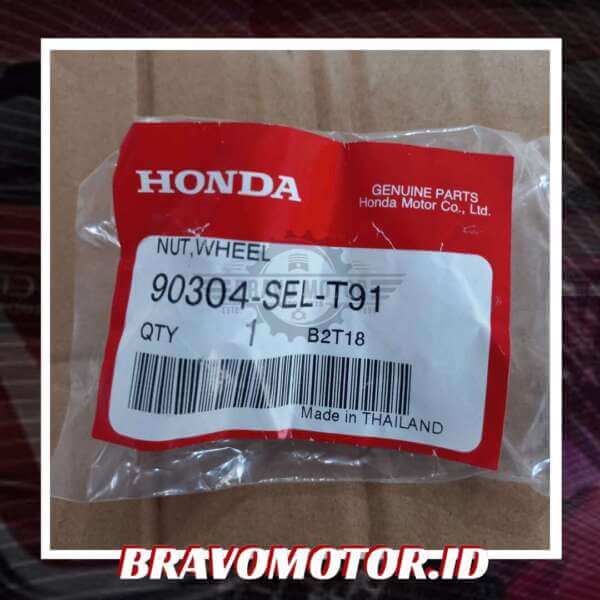 HONDA
GENUINE PARTS
Honda Motor Co., Ltd.
NUT,WHEEL
90304-SEL-T91
QTY 1 B2T18
Made in THAILAND
BRAVOMOTOR.ID